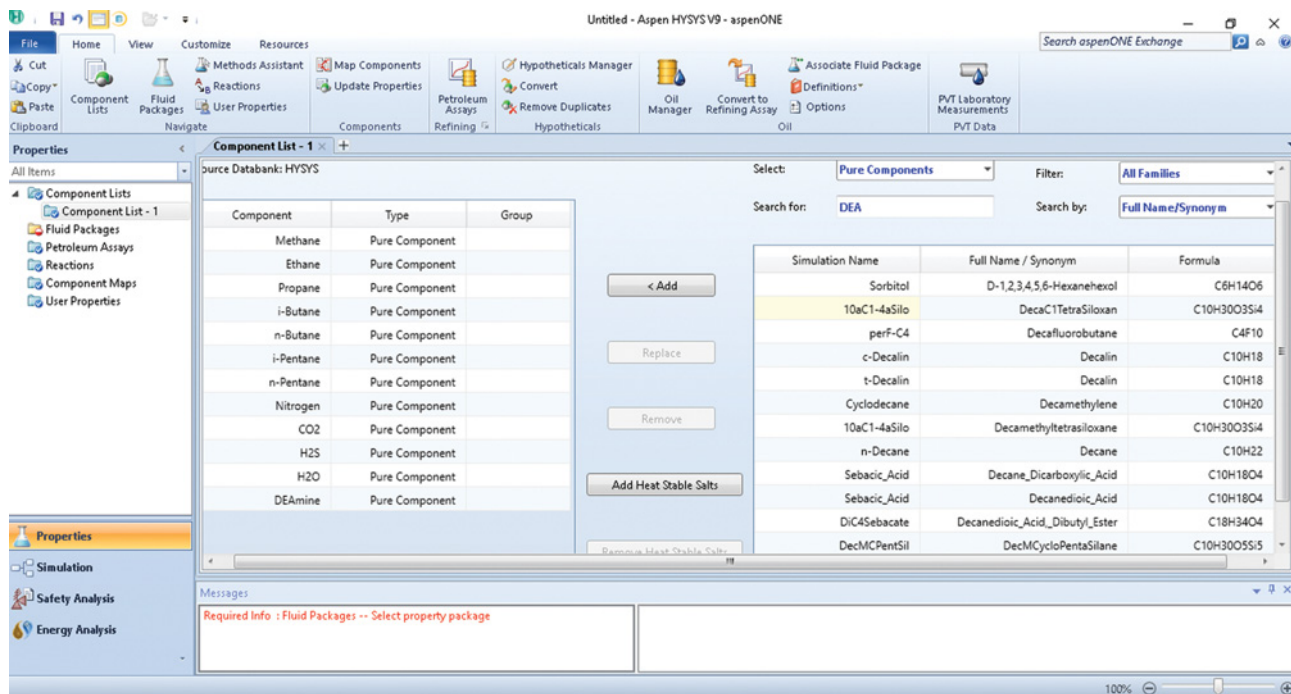 Untitled - Aspen HYSYS V9 - aspenONE
File Home View Customize Resources Search aspenONE Exchange
Cut
Copy
Paste
Clipboard
Component Lists
Fluid Packages
Methods Assistant
Reactions
User Properties
Navigate
Map Components
Update Properties
Components
Petroleum Assays
Refining
Hypotheticals Manager
Convert
Remove Duplicates
Hypotheticals
Oil Manager
Convert to Refining Assay
Associate Fluid Package
Definitions
Options
Oil
PVT Laboratory Measurements
PVT Data
Properties
All Items
Component Lists
Component List - 1
Fluid Packages
Petroleum Assays
Reactions
Component Maps
User Properties
Properties
Simulation
Safety Analysis
Energy Analysis
Component List - 1
ource Databank: HYSYS
Component Type Group
Methane Pure Component
Ethane Pure Component
Propane Pure Component
i-Butane Pure Component
n-Butane Pure Component
i-Pentane Pure Component
n-Pentane Pure Component
Nitrogen Pure Component
CO2 Pure Component
H2S Pure Component
H2O Pure Component
DEAmine Pure Component
< Add
Replace
Remove
Add Heat Stable Salts
Remove Heat Stable Salts
Select: Pure Components Filter: All Families
Search for: DEA Search by: Full Name/Synonym
Simulation Name Full Name / Synonym Formula
Sorbitol D-1,2,3,4,5,6-Hexanehexol C6H14O6
10aC1-4aSilo DecaC1TetraSiloxan C10H30O3Si4
perF-C4 Decafluorobutane C4F10
c-Decalin Decalin C10H18
t-Decalin Decalin C10H18
Cyclodecane Decamethylene C10H20
10aC1-4aSilo Decamethyltetrasiloxane C10H30O3Si4
n-Decane Decane C10H22
Sebacic_Acid Decane_Dicarboxylic_Acid C10H18O4
Sebacic_Acid Decanedioic_Acid C10H18O4
DiC4Sebacate Decanedioic_Acid,_Dibutyl_Ester C18H34O4
DecMCPentSil DecMCycloPentaSilane C10H30O5Si5
Messages
Required Info : Fluid Packages -- Select property package
100%